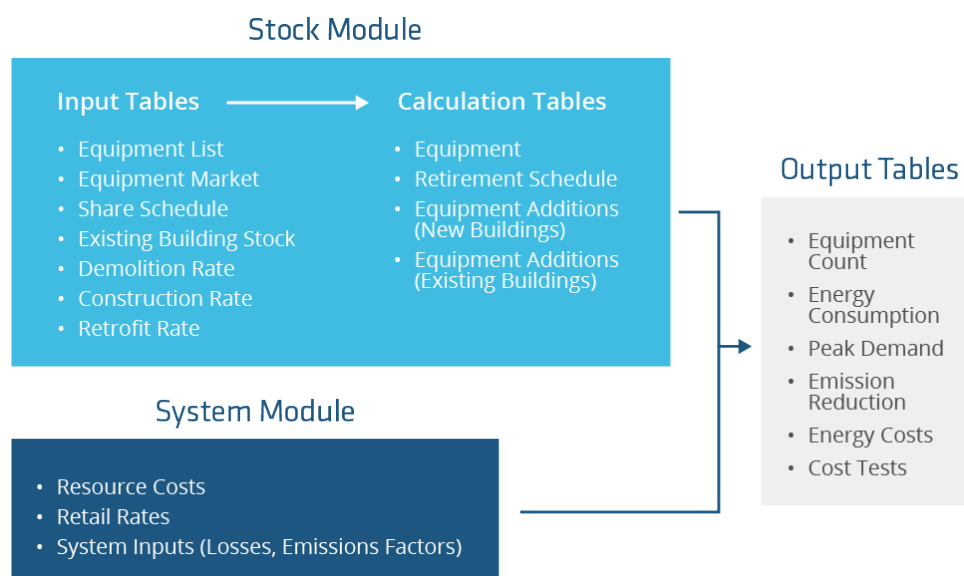 Stock Module
Input Tables
• Equipment List
• Equipment Market
• Share Schedule
• Existing Building Stock
• Demolition Rate
• Construction Rate
• Retrofit Rate
Calculation Tables
• Equipment
• Retirement Schedule
• Equipment Additions
(New Buildings)
• Equipment Additions
(Existing Buildings)
System Module
• Resource Costs
• Retail Rates
• System Inputs (Losses, Emissions Factors)
Output Tables
• Equipment
Count
• Energy
Consumption
• Peak Demand
• Emission
Reduction
• Energy Costs
• Cost Tests